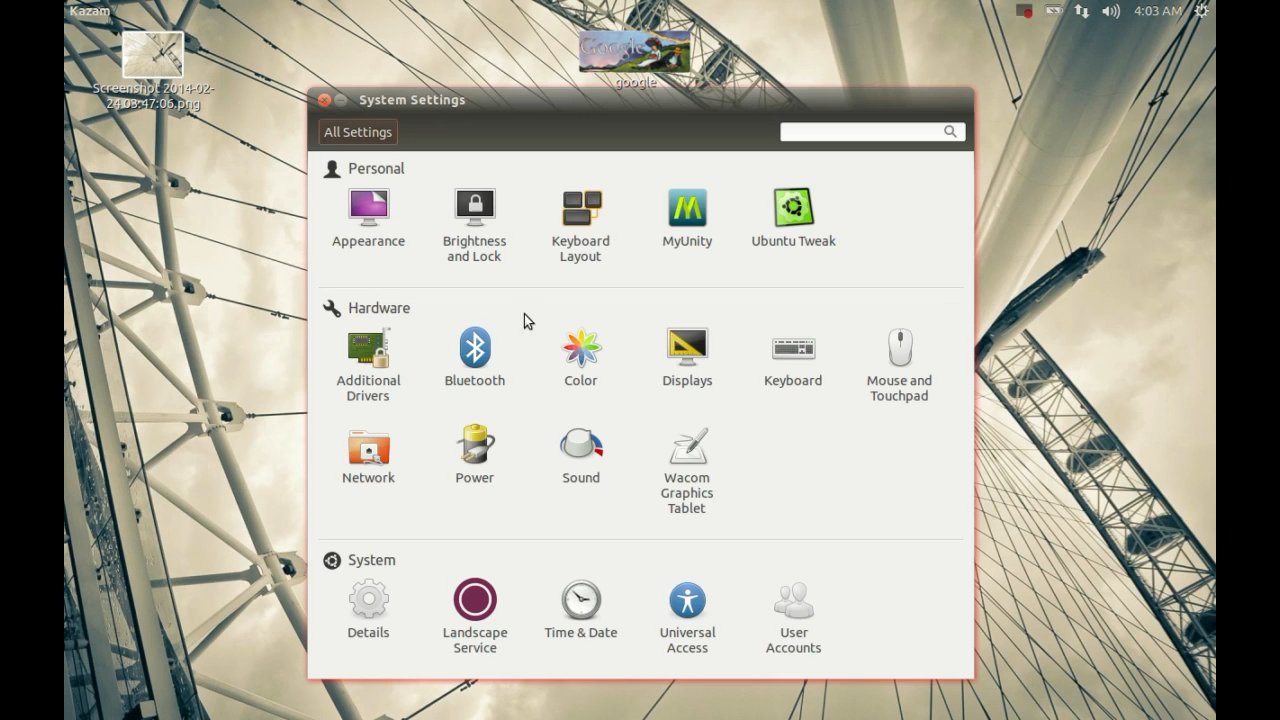 Kazam
4:03 AM
Google
google
Screenshot 2014-02-
24 03:47:06.png
System Settings
All Settings
Personal
Appearance
Brightness
and Lock
Keyboard
Layout
MyUnity
Ubuntu Tweak
Hardware
Additional
Drivers
Bluetooth
Color
Displays
Keyboard
Mouse and
Touchpad
Network
Power
Sound
Wacom
Graphics
Tablet
System
Details
Landscape
Service
Time & Date
Universal
Access
User
Accounts